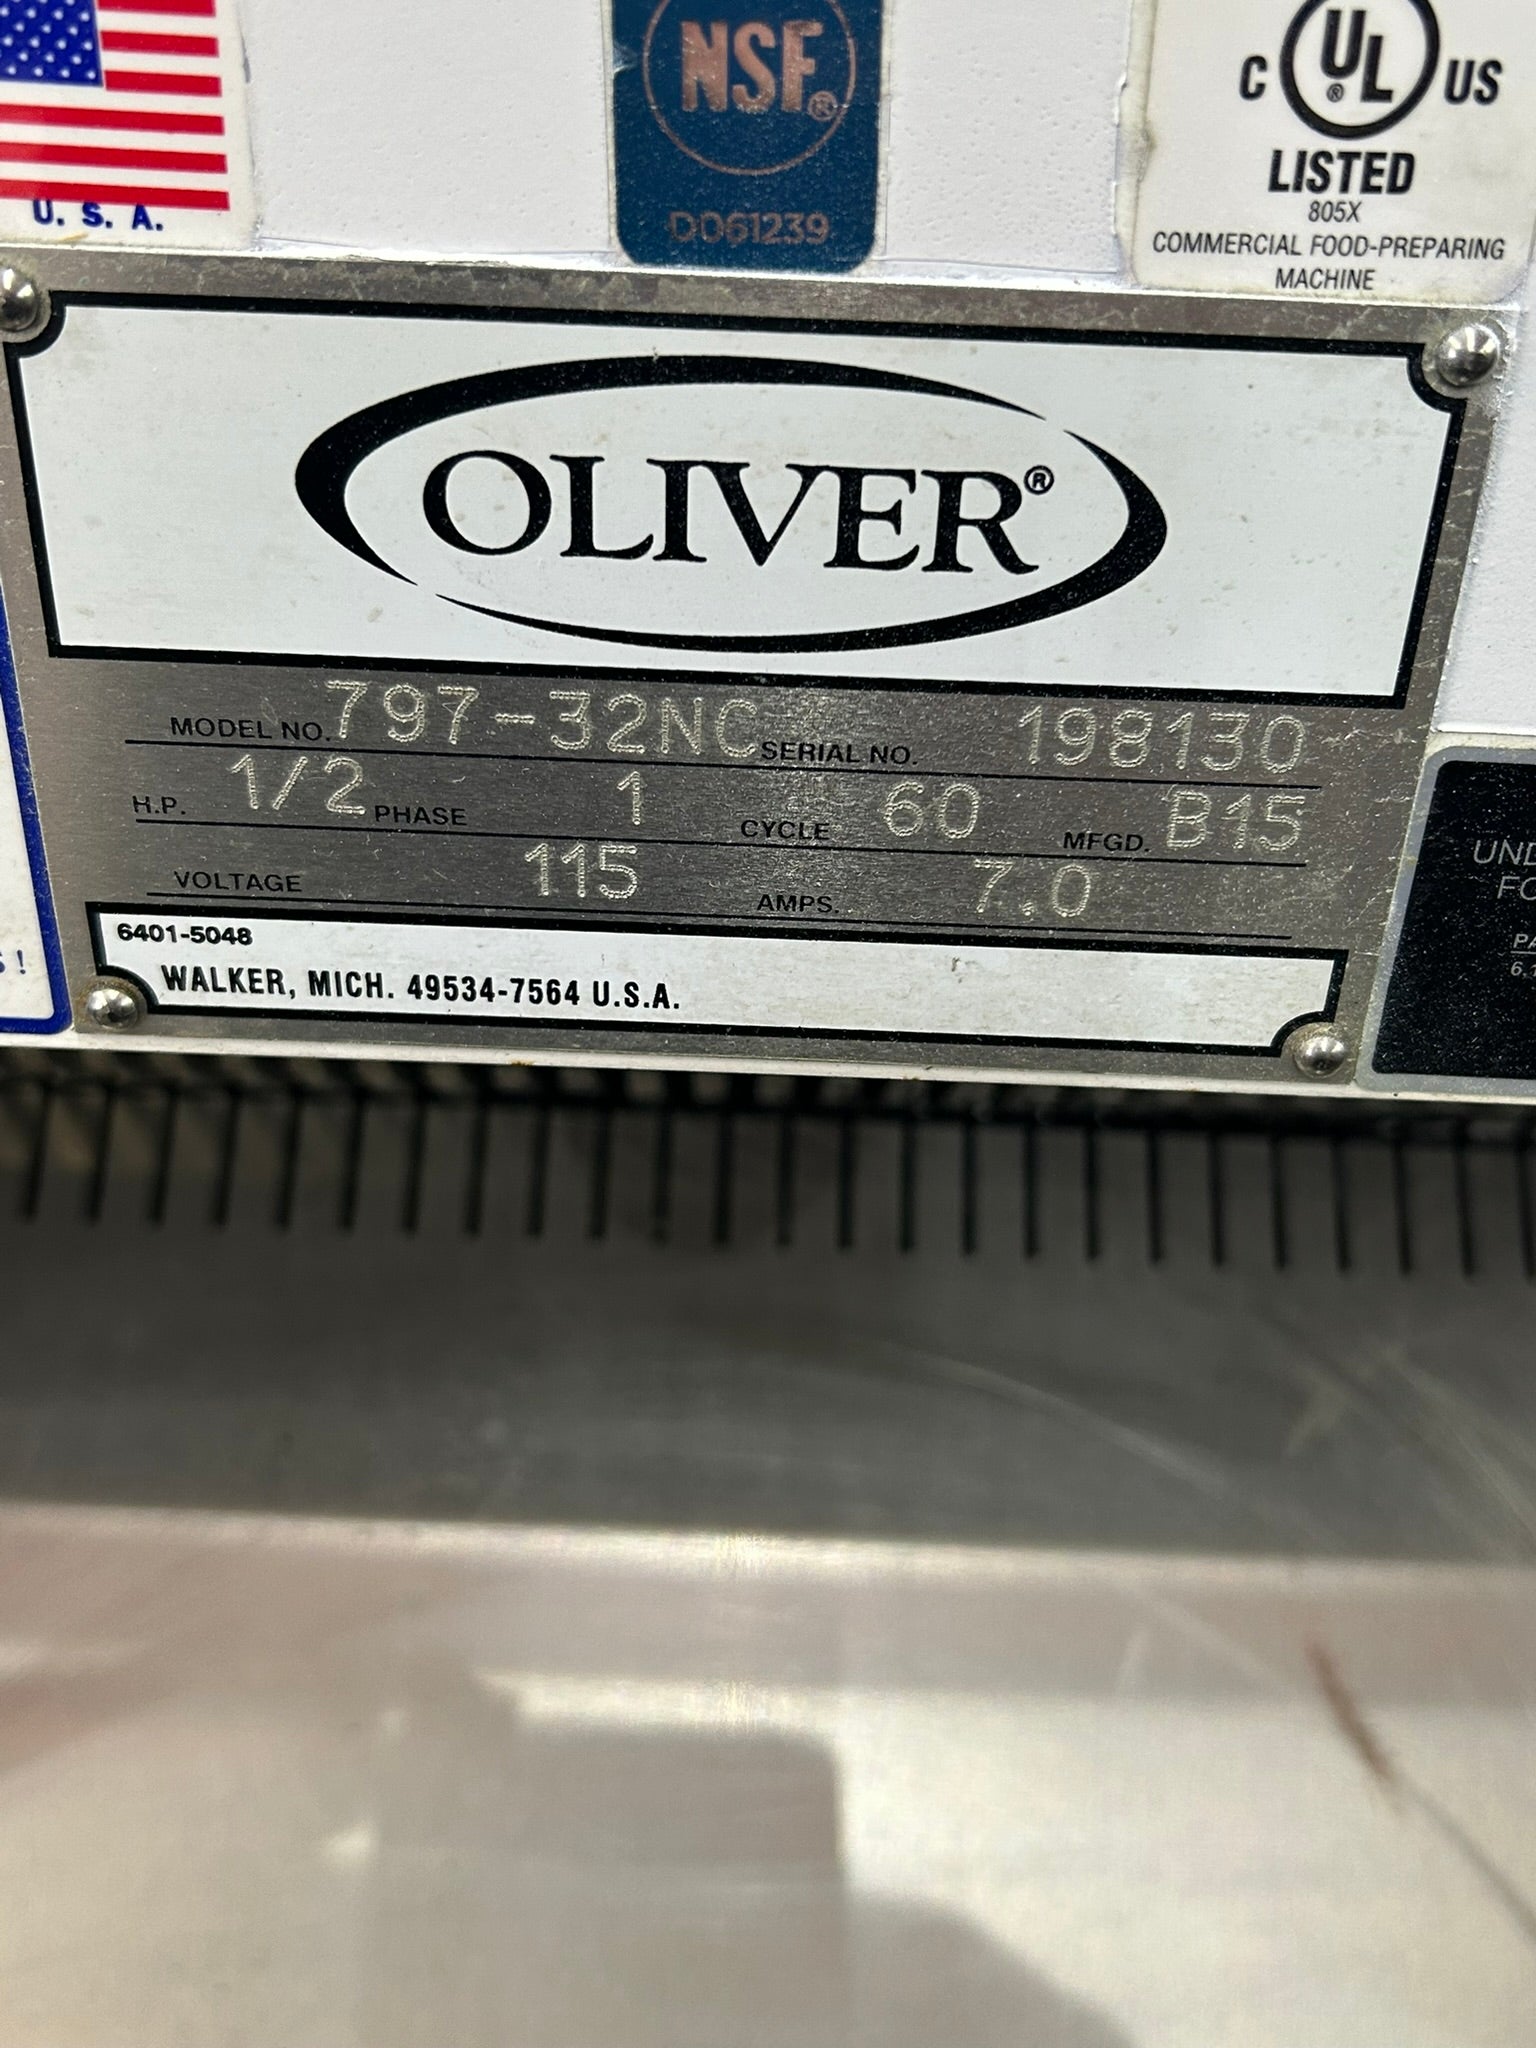 U. S. A.
NSF®
D061239
C UL® US
LISTED
805X
COMMERCIAL FOOD-PREPARING
MACHINE
OLIVER®
MODEL NO. 797-32NC SERIAL NO. 198130
H.P. 1/2 PHASE 1 CYCLE 60 MFGD. B15
VOLTAGE 115 AMPS. 7.0
6401-5048
WALKER, MICH. 49534-7564 U.S.A.